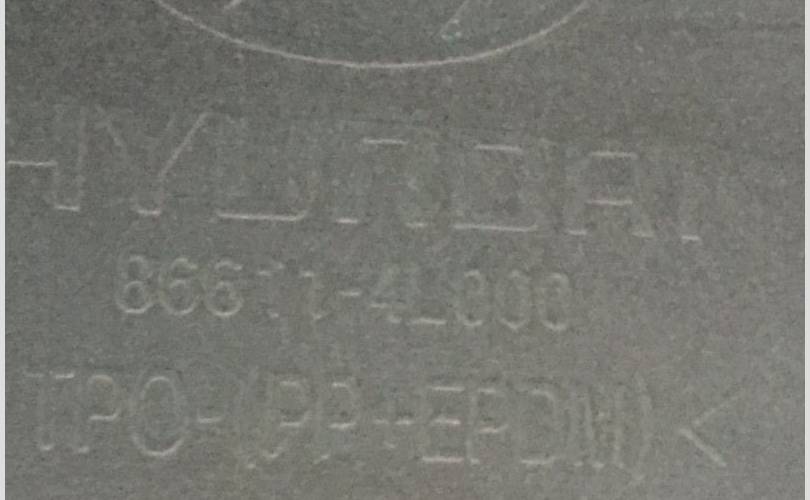 HYUNDAI
86611-4L000
TPO-(PP+EPDM)<